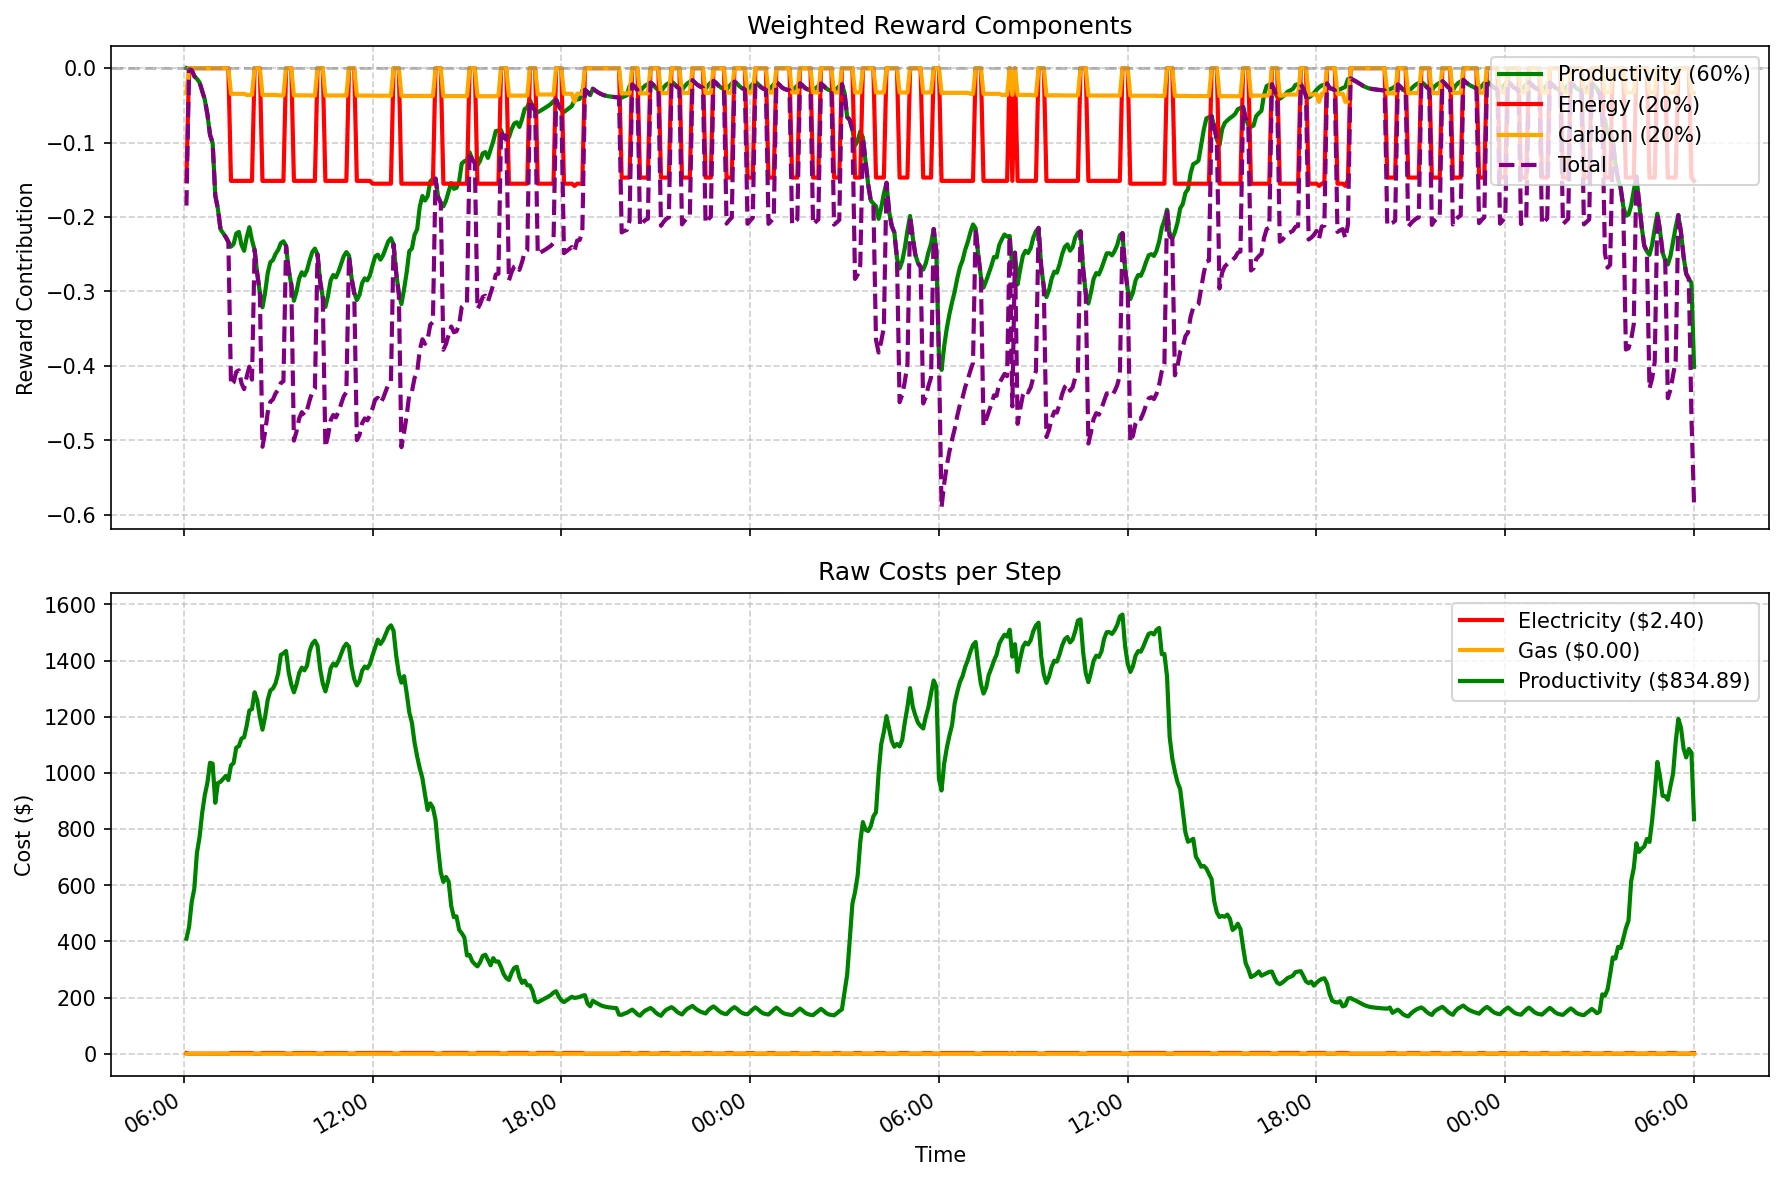 Weighted Reward Components
Reward Contribution
0.0
−0.1
−0.2
−0.3
−0.4
−0.5
−0.6
Productivity (60%)
Energy (20%)
Carbon (20%)
Total
Raw Costs per Step
Cost ($)
1600
1400
1200
1000
800
600
400
200
0
Electricity ($2.40)
Gas ($0.00)
Productivity ($834.89)
06:00
12:00
18:00
00:00
06:00
12:00
18:00
00:00
06:00
Time